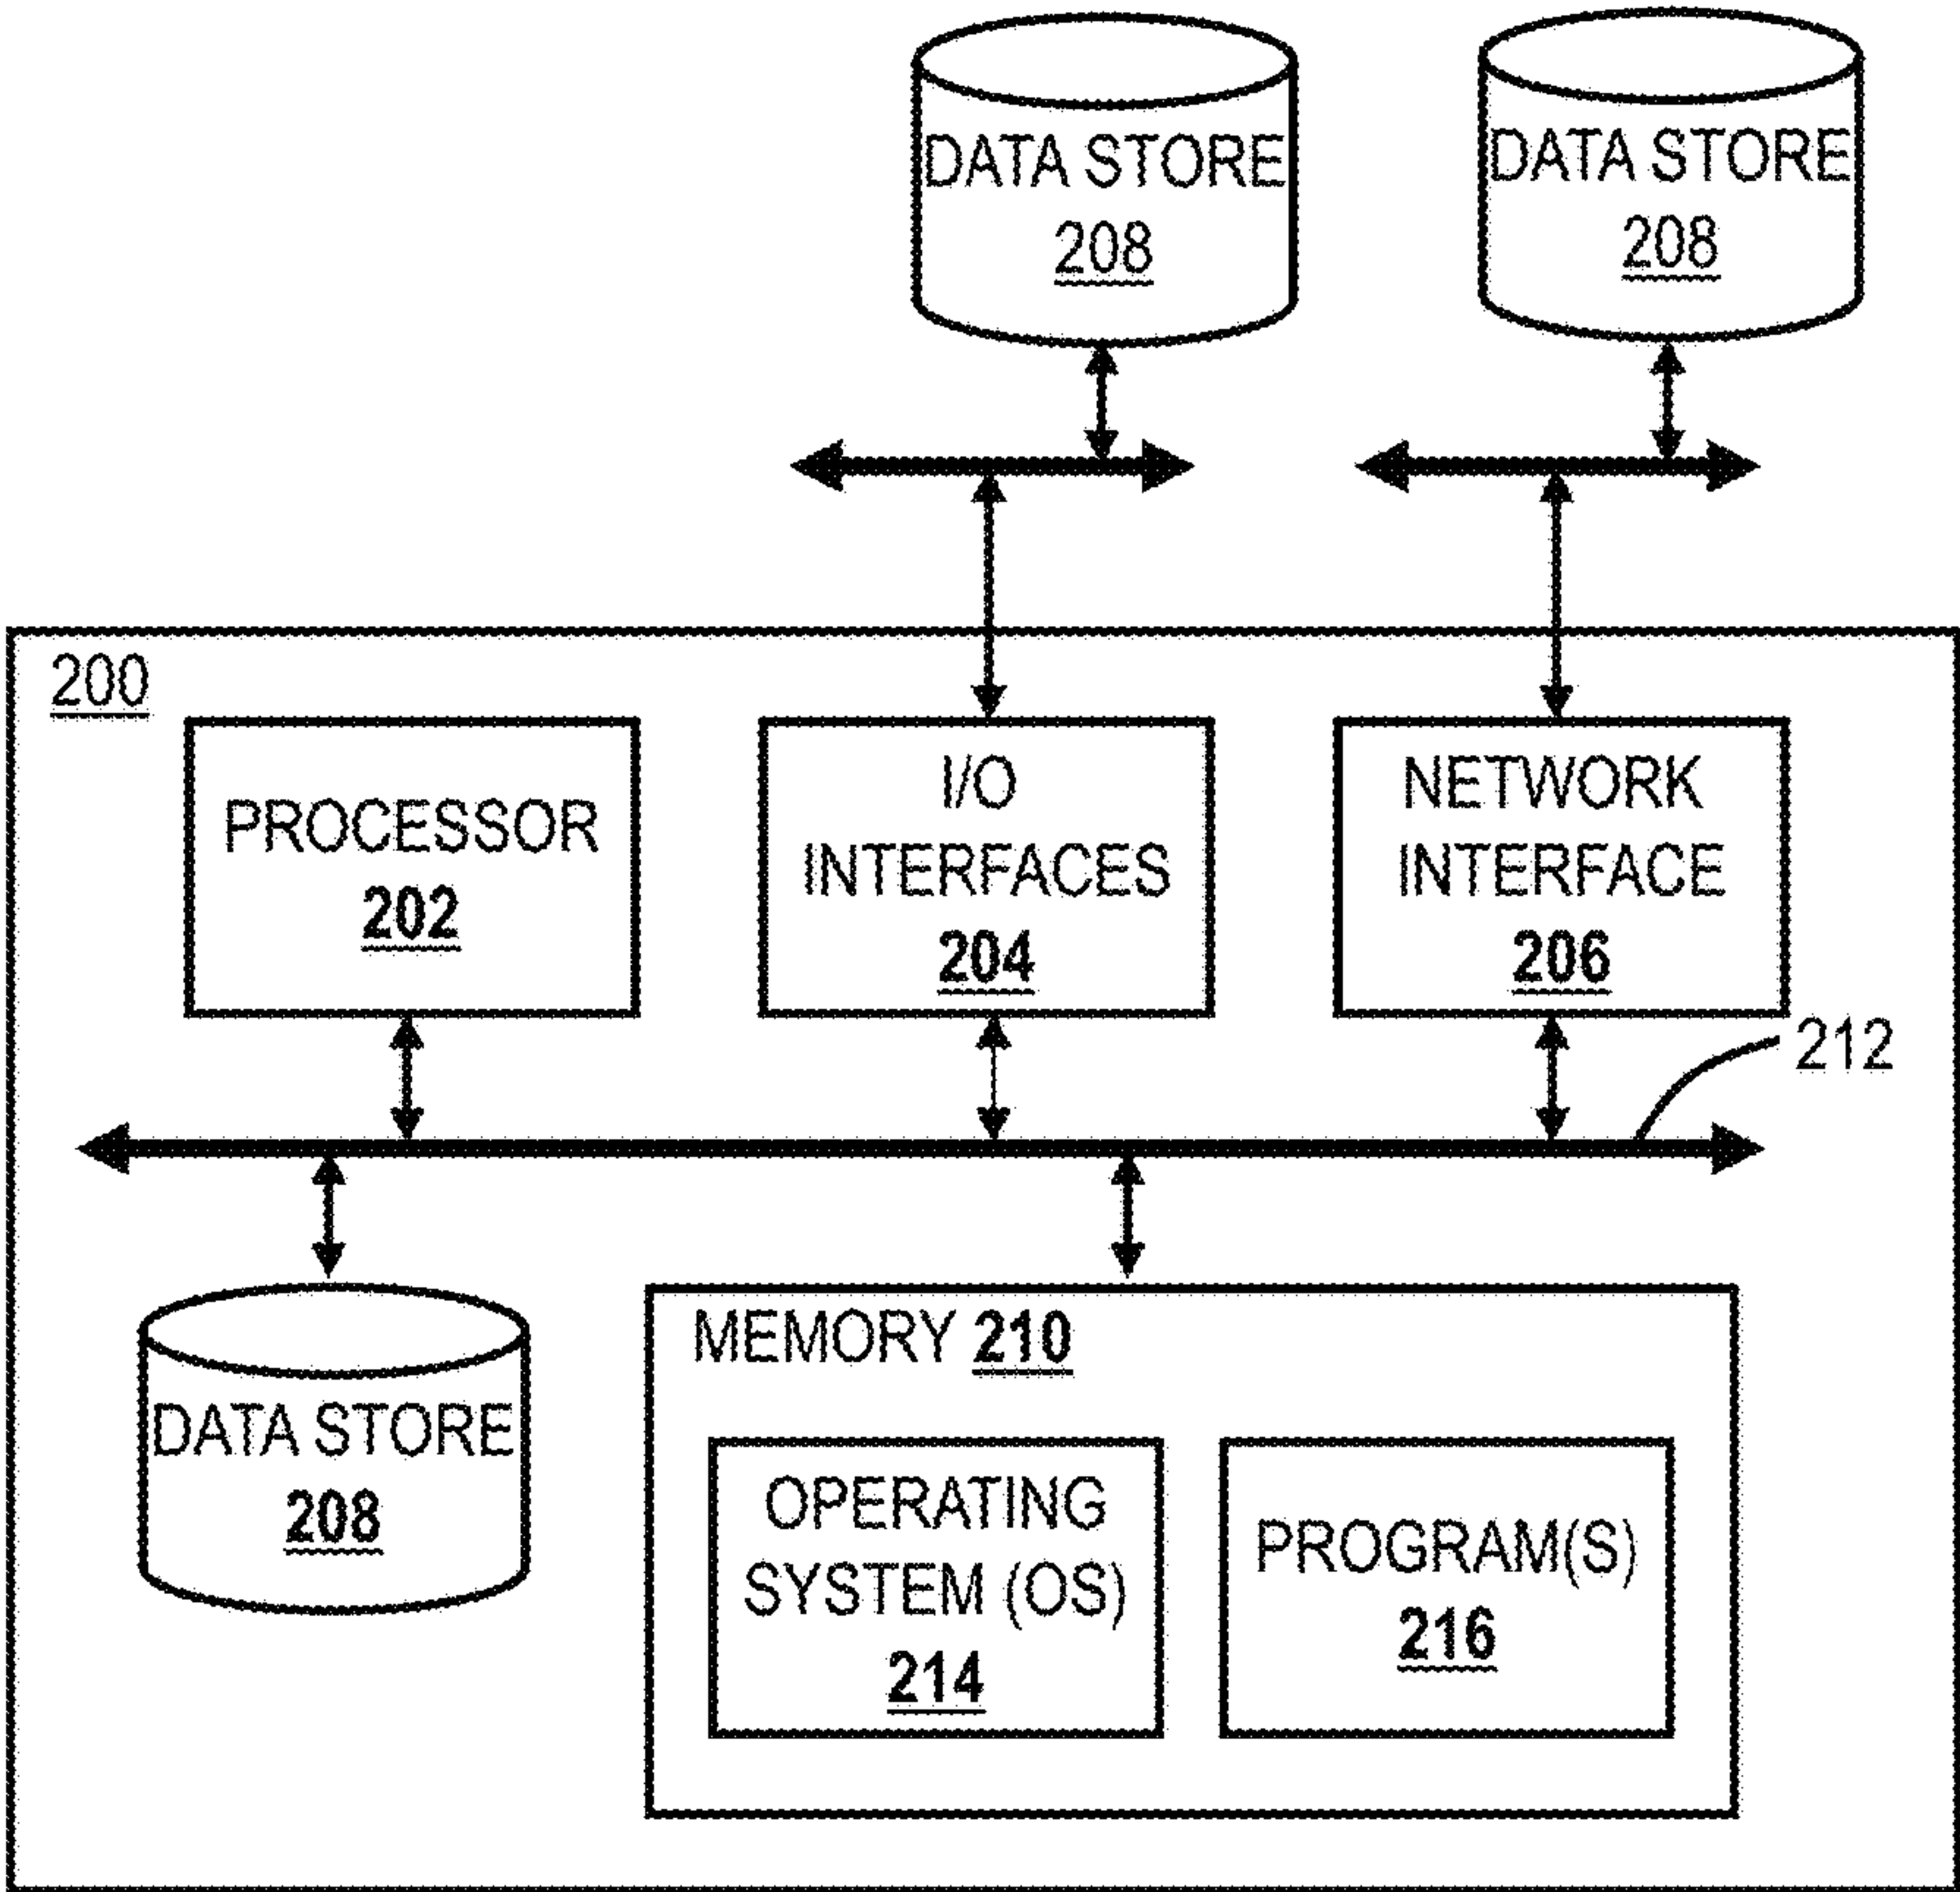 DATA STORE
208
DATA STORE
208
200
PROCESSOR
202
I/O
INTERFACES
204
NETWORK
INTERFACE
206
212
DATA STORE
208
MEMORY 210
OPERATING
SYSTEM (OS)
214
PROGRAM(S)
216